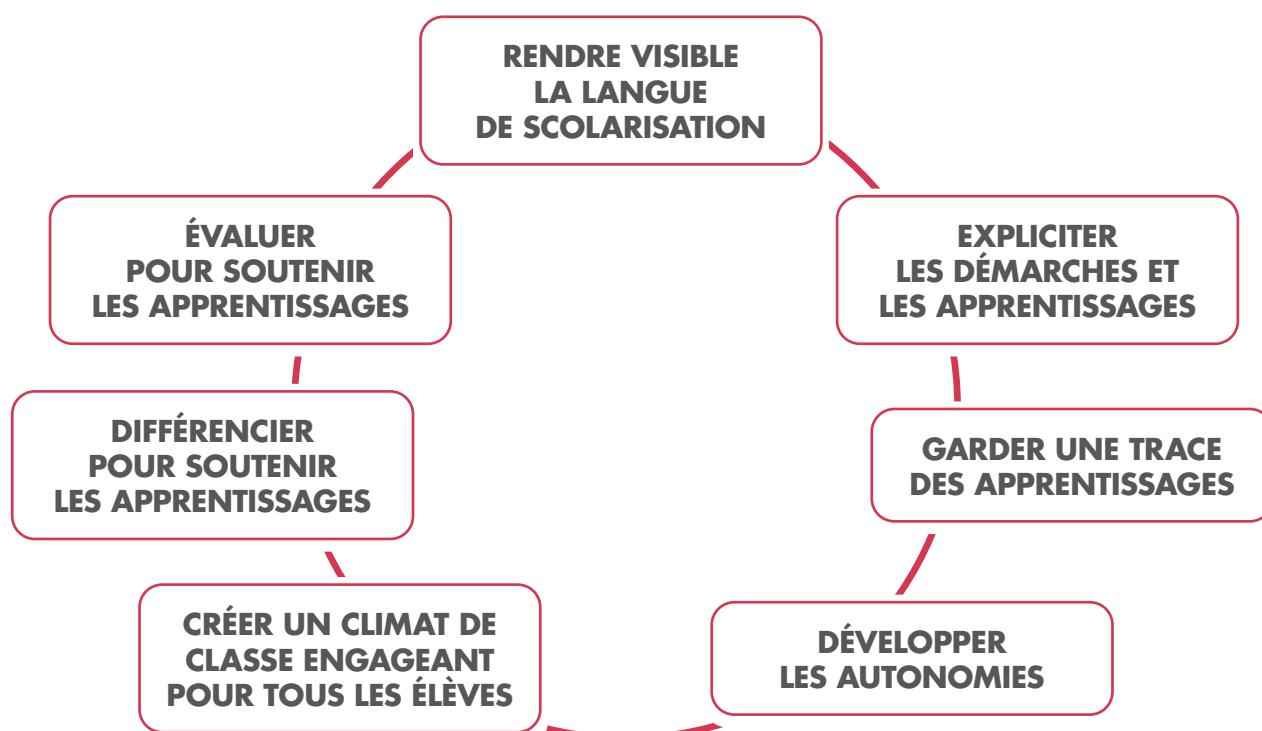 RENDRE VISIBLE
LA LANGUE
DE SCOLARISATION
ÉVALUER
POUR SOUTENIR
LES APPRENTISSAGES
EXPLICITER
LES DÉMARCHES ET
LES APPRENTISSAGES
DIFFÉRENCIER
POUR SOUTENIR
LES APPRENTISSAGES
GARDER UNE TRACE
DES APPRENTISSAGES
CRÉER UN CLIMAT DE
CLASSE ENGAGEANT
POUR TOUS LES ÉLÈVES
DÉVELOPPER
LES AUTONOMIES